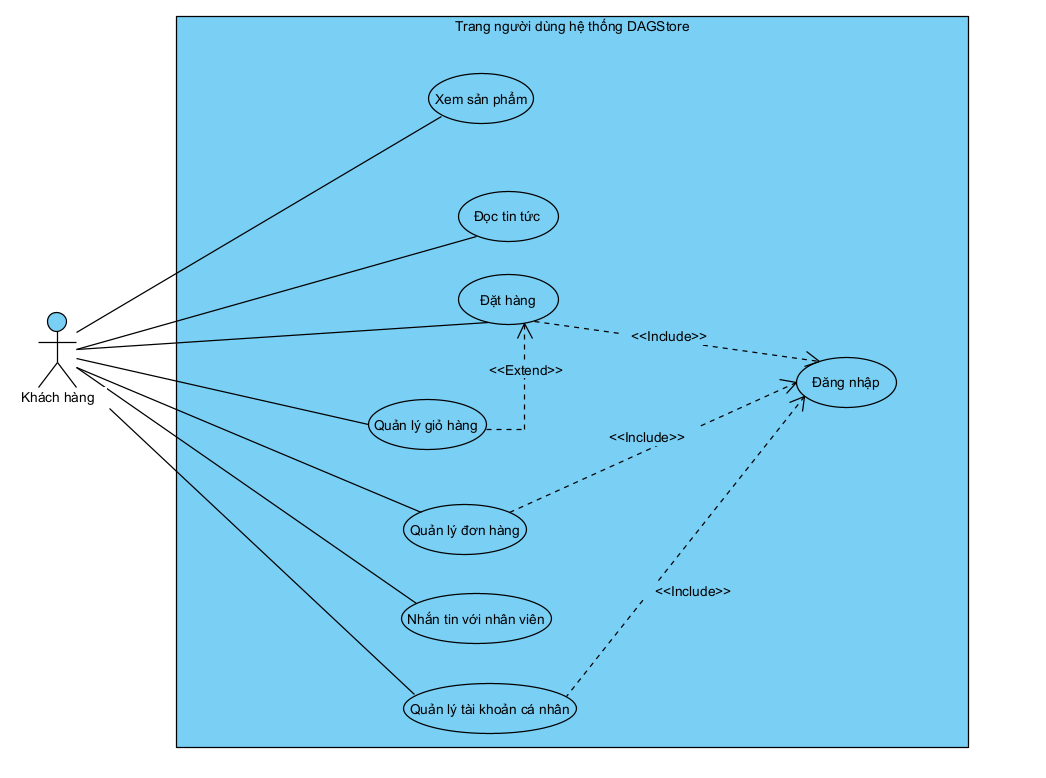 Trang người dùng hệ thống DAGStore
Xem sản phẩm
Đọc tin tức
Đặt hàng
<<Include>>
<<Extend>>
Đăng nhập
Khách hàng
Quản lý giỏ hàng
<<Include>>
Quản lý đơn hàng
<<Include>>
Nhắn tin với nhân viên
Quản lý tài khoản cá nhân